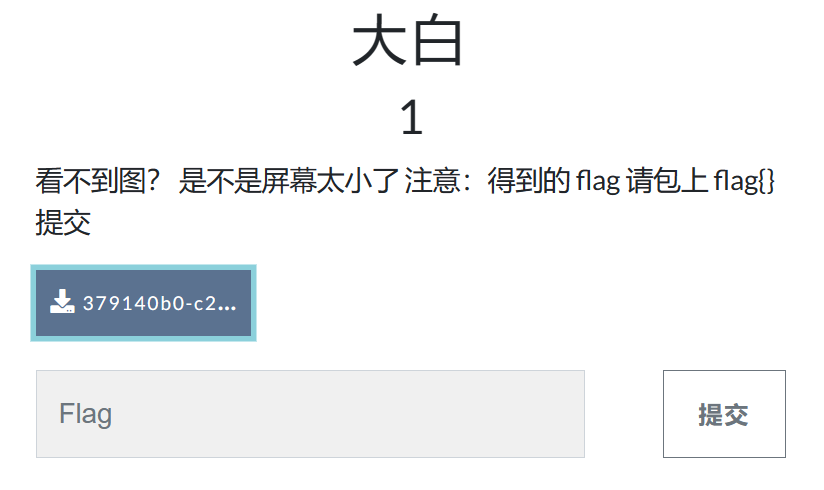 大白
1
看不到图? 是不是屏幕太小了 注意：得到的 flag 请包上 flag{}
提交
379140b0-c2...
Flag
提交